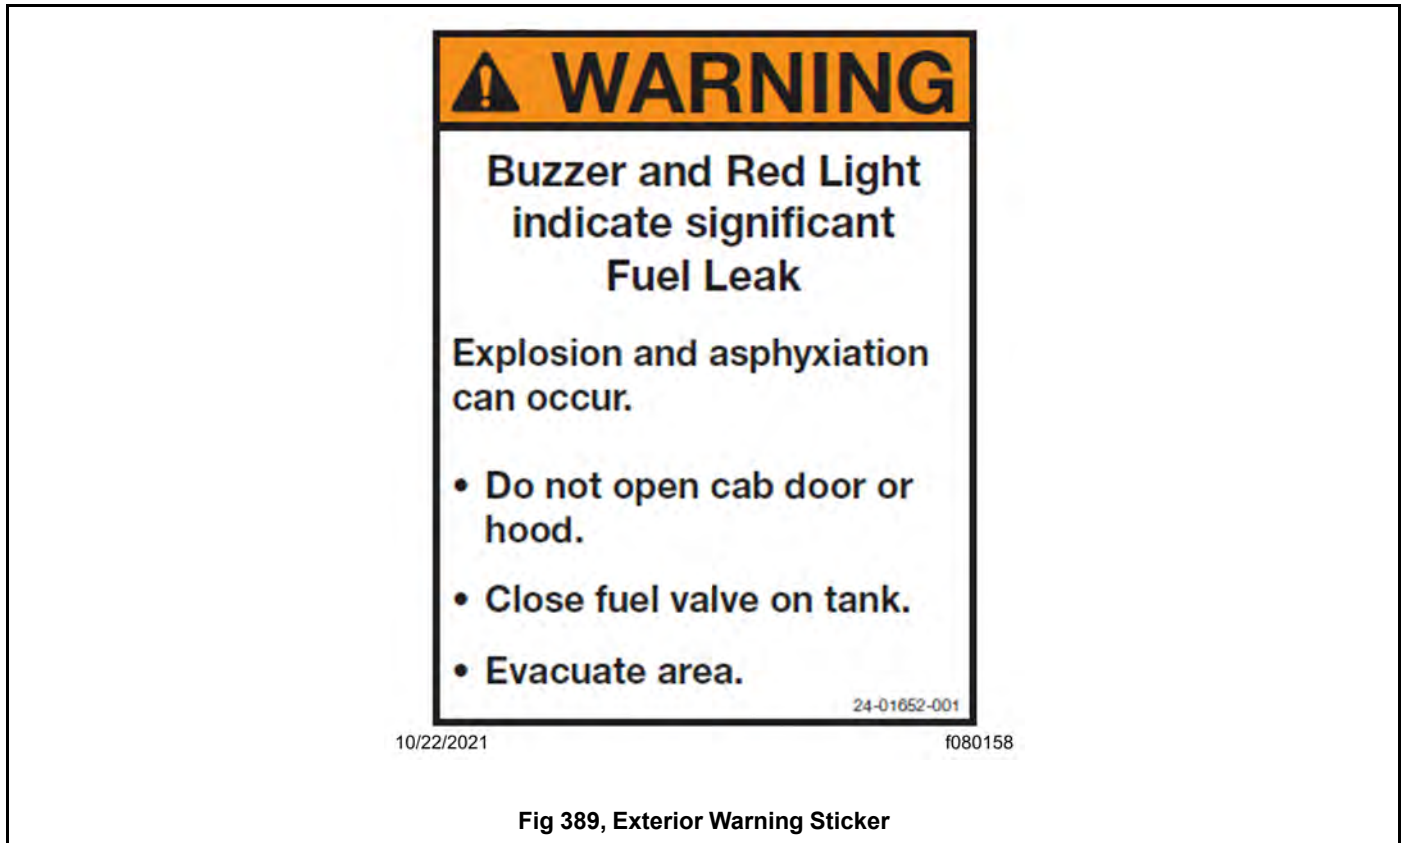 WARNING
Buzzer and Red Light
indicate significant
Fuel Leak
Explosion and asphyxiation
can occur.
• Do not open cab door or
hood.
• Close fuel valve on tank.
• Evacuate area.
24-01652-001
10/22/2021 f080158
Fig 389, Exterior Warning Sticker